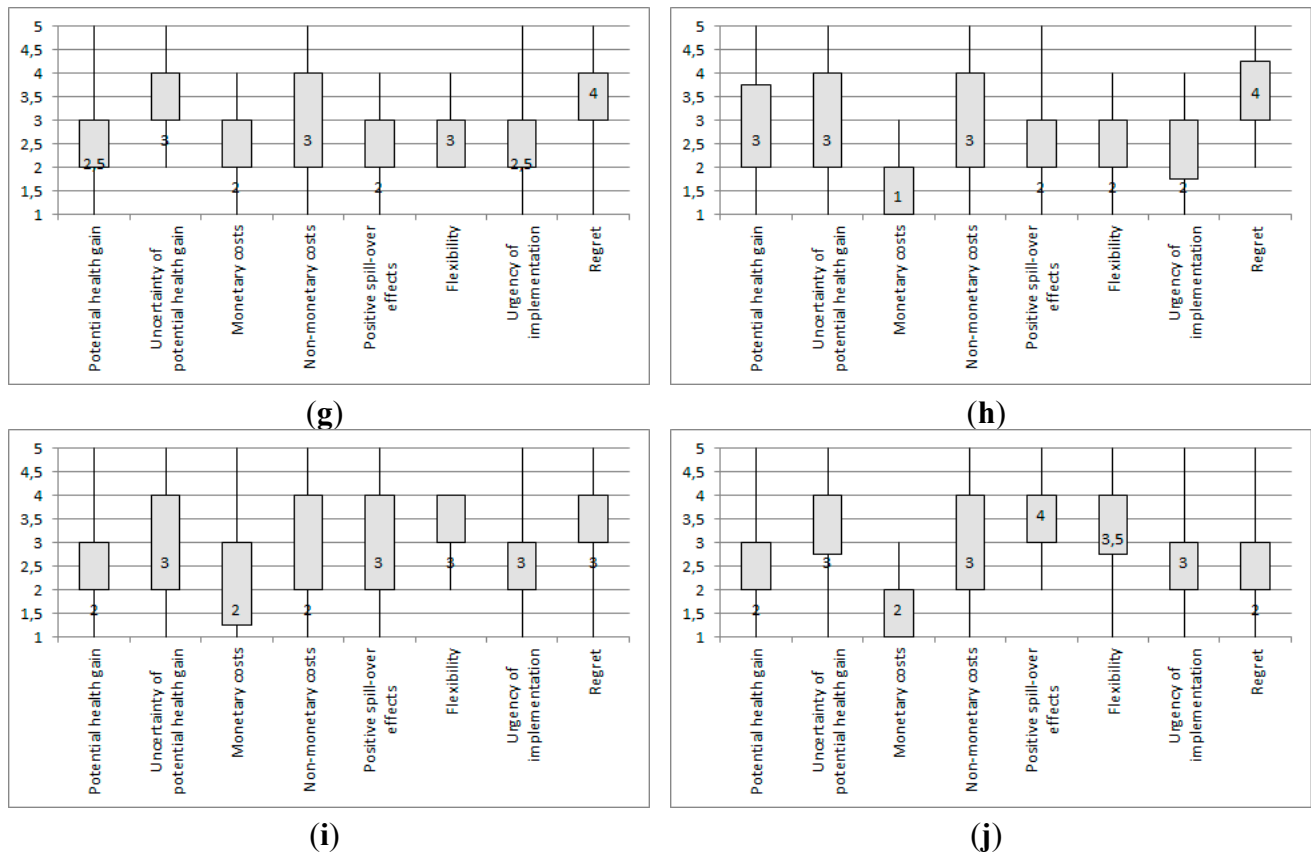 5
4,5
4
3,5
3
2,5
2
1,5
1
2,5
3
2
3
2
3
2,5
4
Potential health gain
Uncertainty of
potential health gain
Monetary costs
Non-monetary costs
Positive spill-over
effects
Flexibility
Urgency of
implementation
Regret
(g)
5
4,5
4
3,5
3
2,5
2
1,5
1
3
3
1
3
2
2
2
4
Potential health gain
Uncertainty of
potential health gain
Monetary costs
Non-monetary costs
Positive spill-over
effects
Flexibility
Urgency of
implementation
Regret
(h)
5
4,5
4
3,5
3
2,5
2
1,5
1
2
3
2
2
3
3
3
3
Potential health gain
Uncertainty of
potential health gain
Monetary costs
Non-monetary costs
Positive spill-over
effects
Flexibility
Urgency of
implementation
Regret
(i)
5
4,5
4
3,5
3
2,5
2
1,5
1
2
3
2
3
4
3,5
3
2
Potential health gain
Uncertainty of
potential health gain
Monetary costs
Non-monetary costs
Positive spill-over
effects
Flexibility
Urgency of
implementation
Regret
(j)